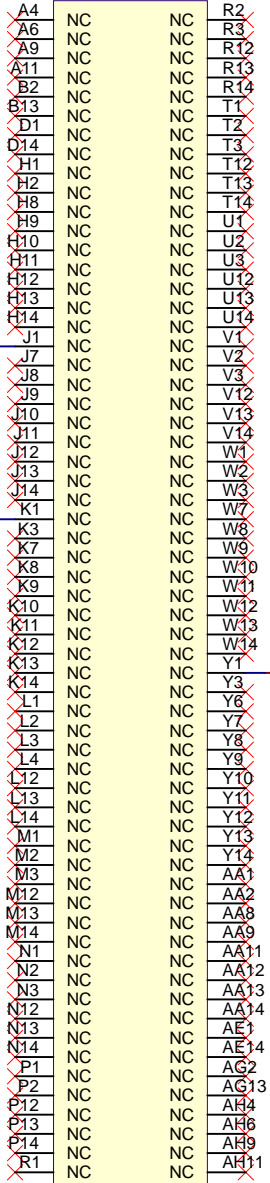 A4 NC NC R2
A6 NC NC R3
A9 NC NC R12
A11 NC NC R13
B2 NC NC R14
B13 NC NC T1
D1 NC NC T2
D14 NC NC T3
H1 NC NC T12
H2 NC NC T13
H8 NC NC T14
H9 NC NC U1
H10 NC NC U2
H11 NC NC U3
H12 NC NC U12
H13 NC NC U13
H14 NC NC U14
J1 NC NC V1
J7 NC NC V2
J8 NC NC V3
J9 NC NC V12
J10 NC NC V13
J11 NC NC V14
J12 NC NC W1
J13 NC NC W2
J14 NC NC W3
K1 NC NC W7
K3 NC NC W8
K7 NC NC W9
K8 NC NC W10
K9 NC NC W11
K10 NC NC W12
K11 NC NC W13
K12 NC NC W14
K13 NC NC Y1
K14 NC NC Y3
L1 NC NC Y6
L2 NC NC Y7
L3 NC NC Y8
L4 NC NC Y9
L12 NC NC Y10
L13 NC NC Y11
L14 NC NC Y12
M1 NC NC Y13
M2 NC NC Y14
M3 NC NC AA1
M12 NC NC AA2
M13 NC NC AA8
M14 NC NC AA9
N1 NC NC AA11
N2 NC NC AA12
N3 NC NC AA13
N12 NC NC AA14
N13 NC NC AE1
N14 NC NC AE14
P1 NC NC AG2
P2 NC NC AG13
P12 NC NC AH4
P13 NC NC AH6
P14 NC NC AH9
R1 NC NC AH11